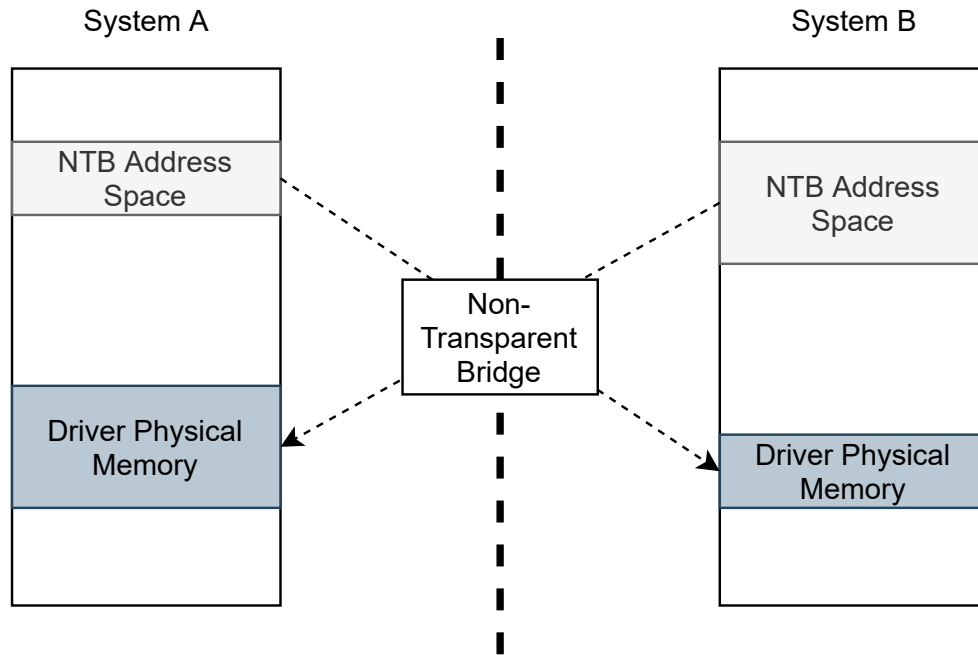 System A
System B
NTB Address
Space
NTB Address
Space
Non-
Transparent
Bridge
Driver Physical
Memory
Driver Physical
Memory